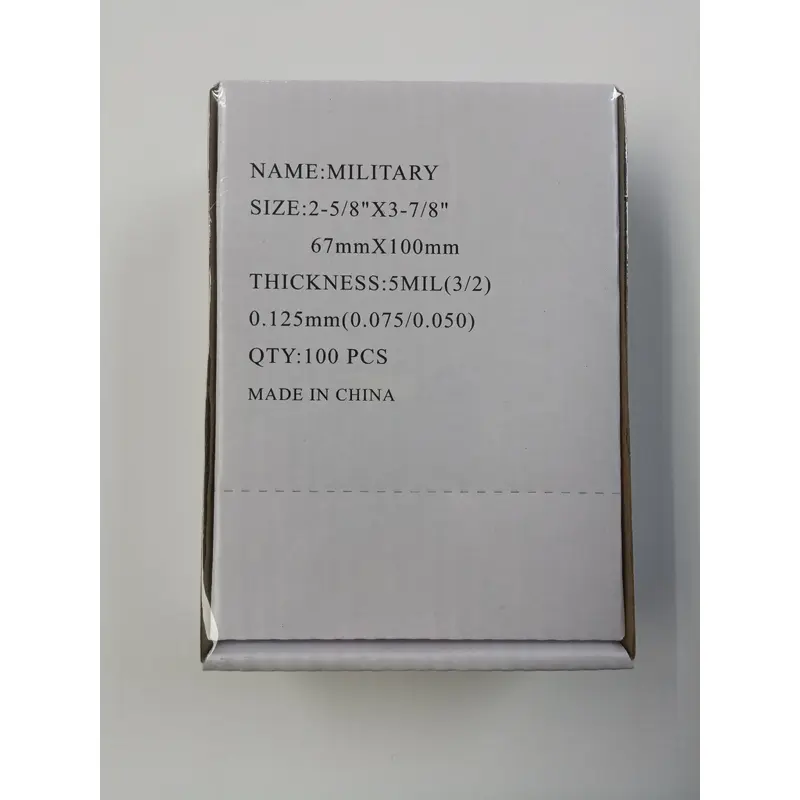 NAME:MILITARY
SIZE:2-5/8"X3-7/8"
67mmX100mm
THICKNESS:5MIL(3/2)
0.125mm(0.075/0.050)
QTY:100 PCS
MADE IN CHINA